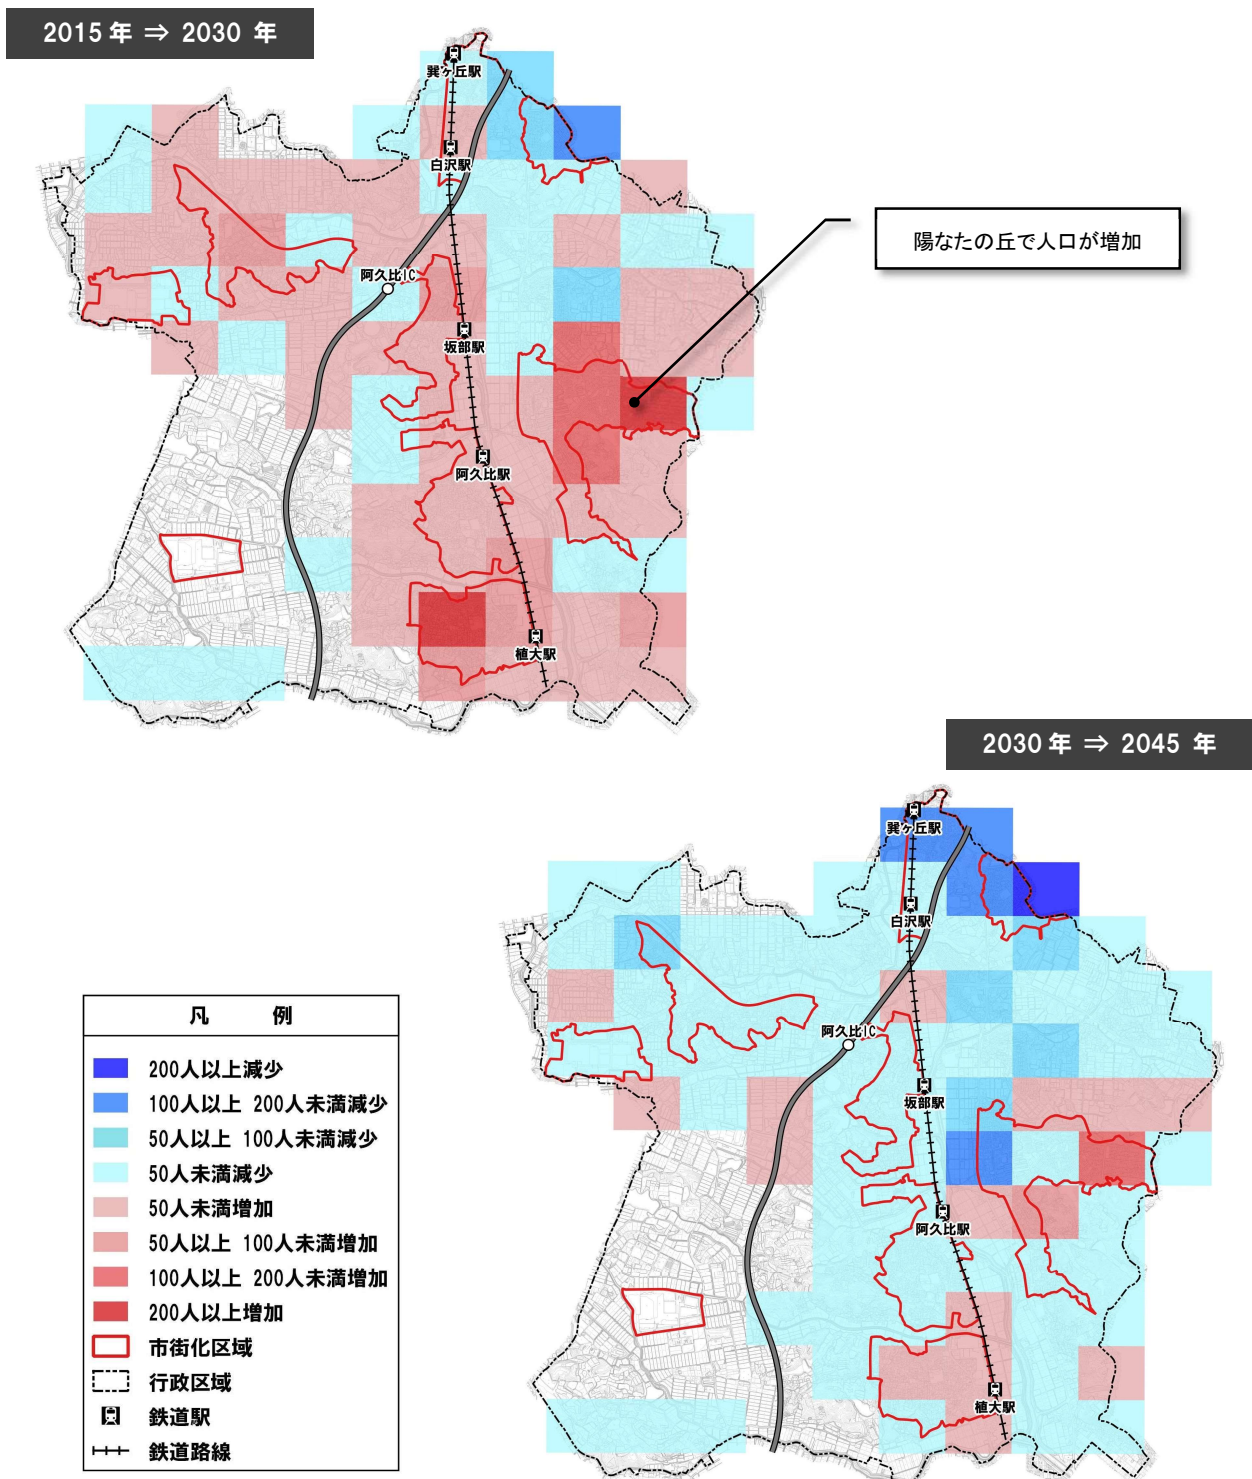 2015年 ⇒ 2030 年
巽ヶ丘駅
白沢駅
陽なたの丘で人口が増加
阿久比IC
坂部駅
阿久比駅
植大駅
2030年 ⇒ 2045 年
巽ヶ丘駅
白沢駅
阿久比IC
坂部駅
阿久比駅
植大駅
凡 例
200人以上減少
100人以上 200人未満減少
50人以上 100人未満減少
50人未満減少
50人未満増加
50人以上 100人未満増加
100人以上 200人未満増加
200人以上増加
市街化区域
行政区域
鉄道駅
鉄道路線